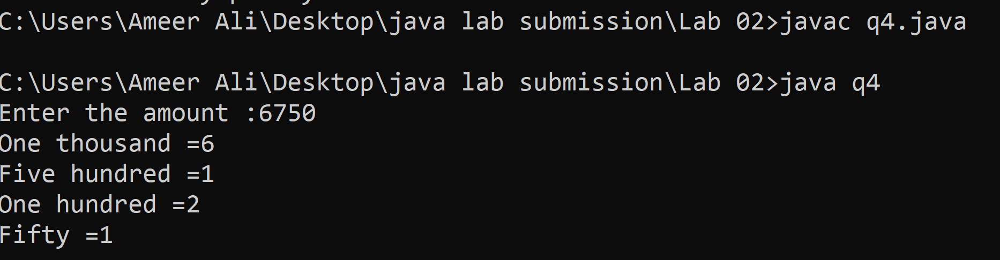 C:\Users\Ameer Ali\Desktop\java lab submission\Lab 02>javac q4.java
C:\Users\Ameer Ali\Desktop\java lab submission\Lab 02>java q4
Enter the amount :6750
One thousand =6
Five hundred =1
One hundred =2
Fifty =1